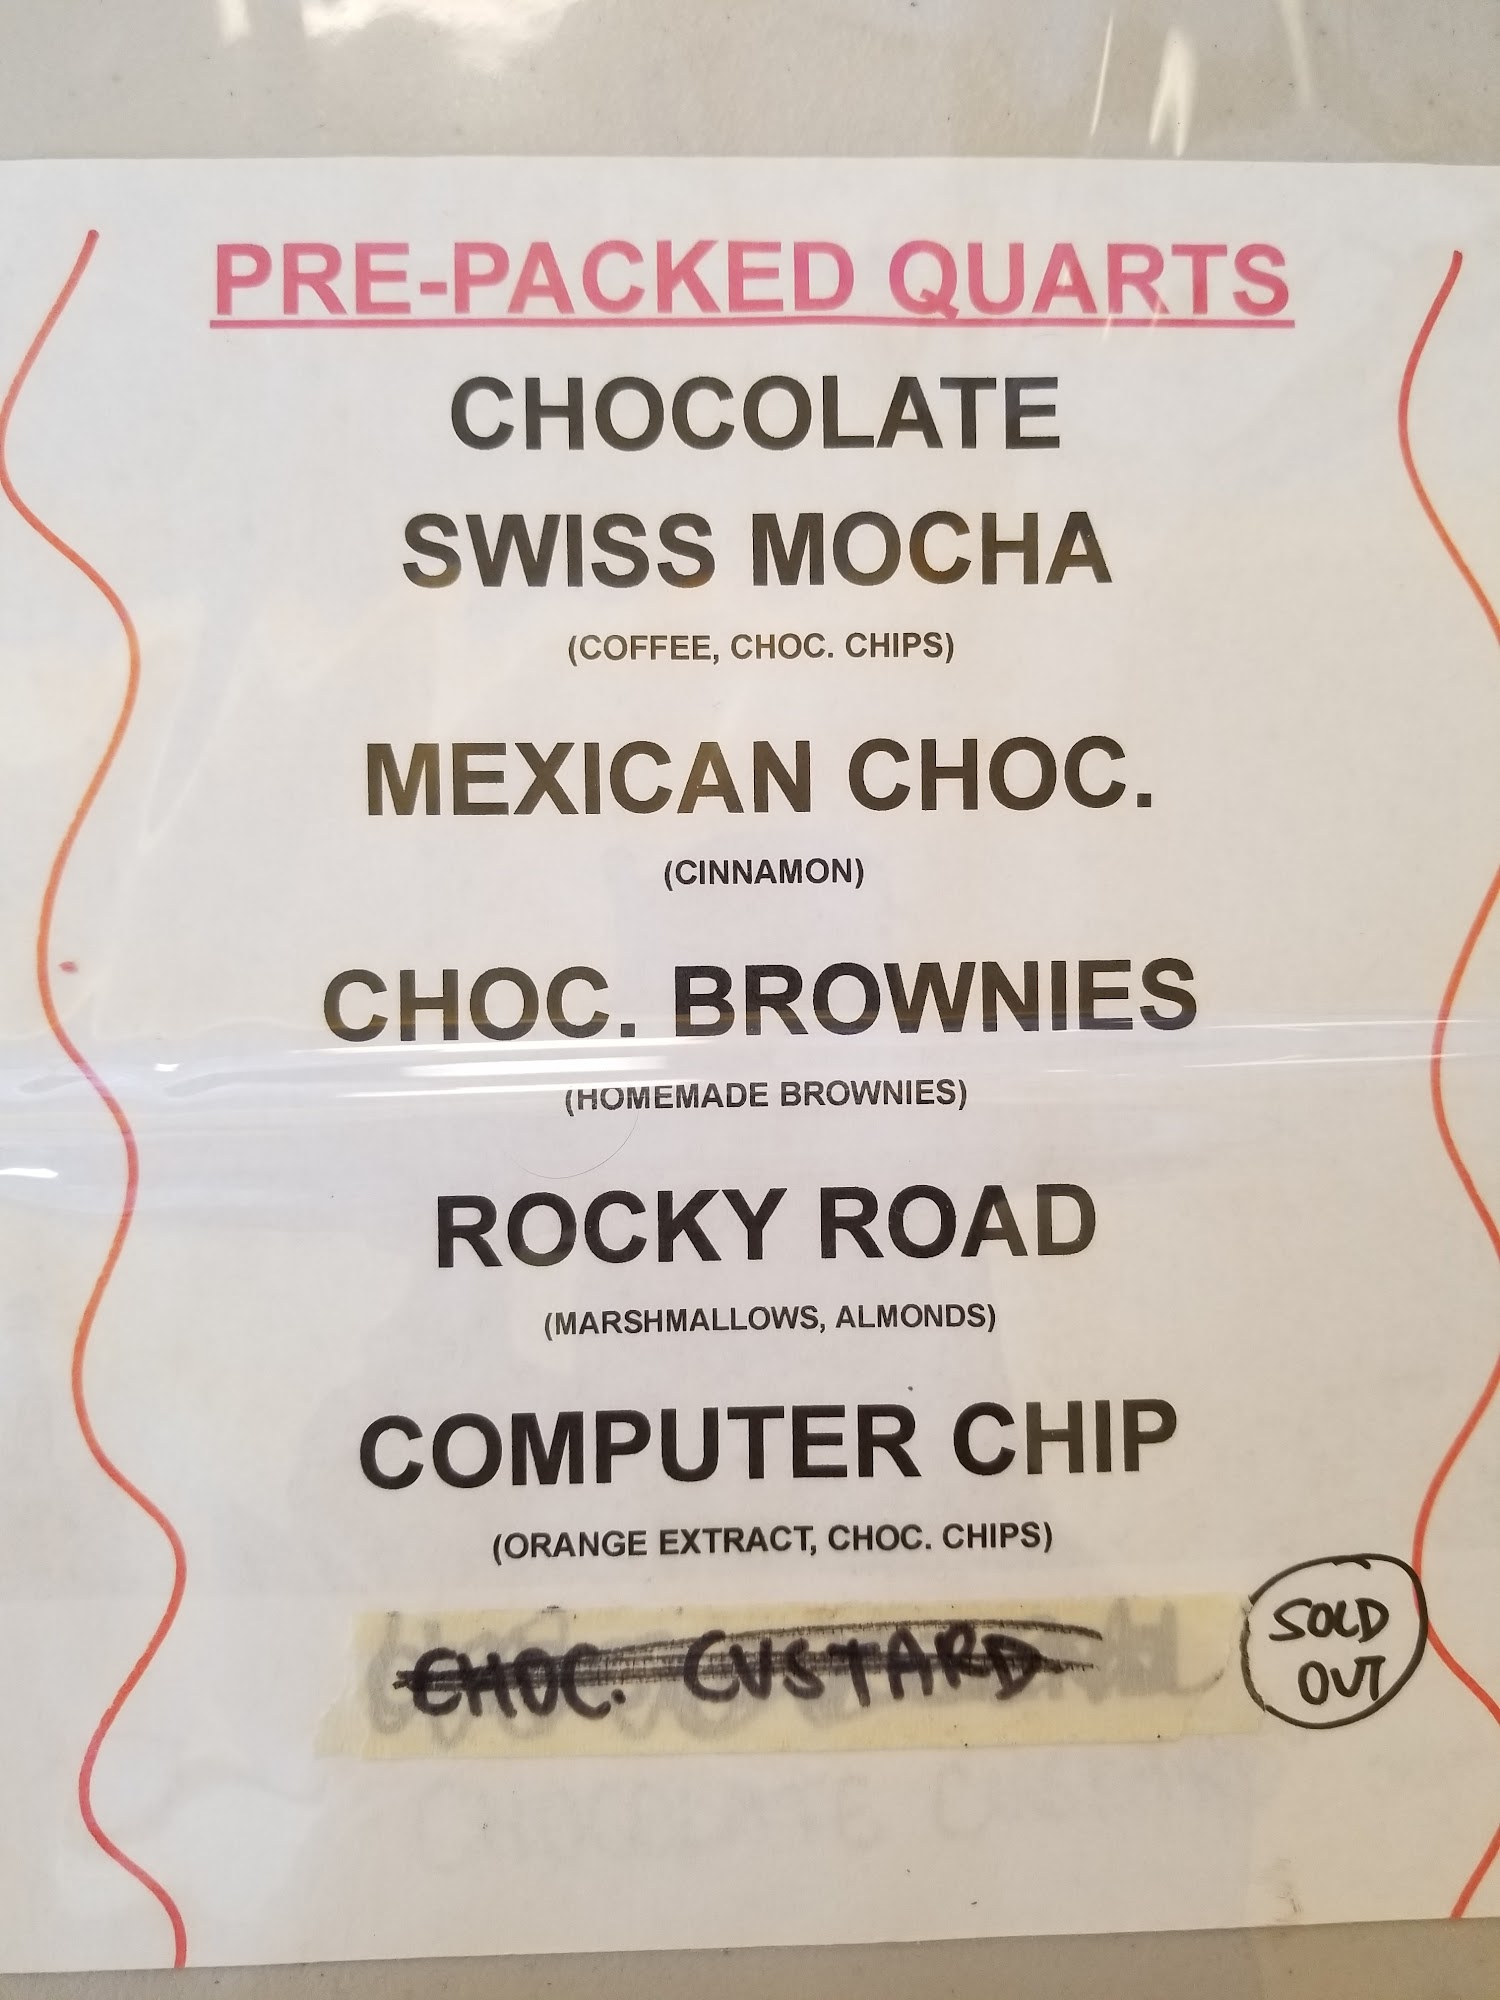 PRE-PACKED QUARTS
CHOCOLATE
SWISS MOCHA
(COFFEE, CHOC. CHIPS)
MEXICAN CHOC.
(CINNAMON)
CHOC. BROWNIES
(HOMEMADE BROWNIES)
ROCKY ROAD
(MARSHMALLOWS, ALMONDS)
COMPUTER CHIP
(ORANGE EXTRACT, CHOC. CHIPS)
CHOC. CUSTARD
SOLD
OUT